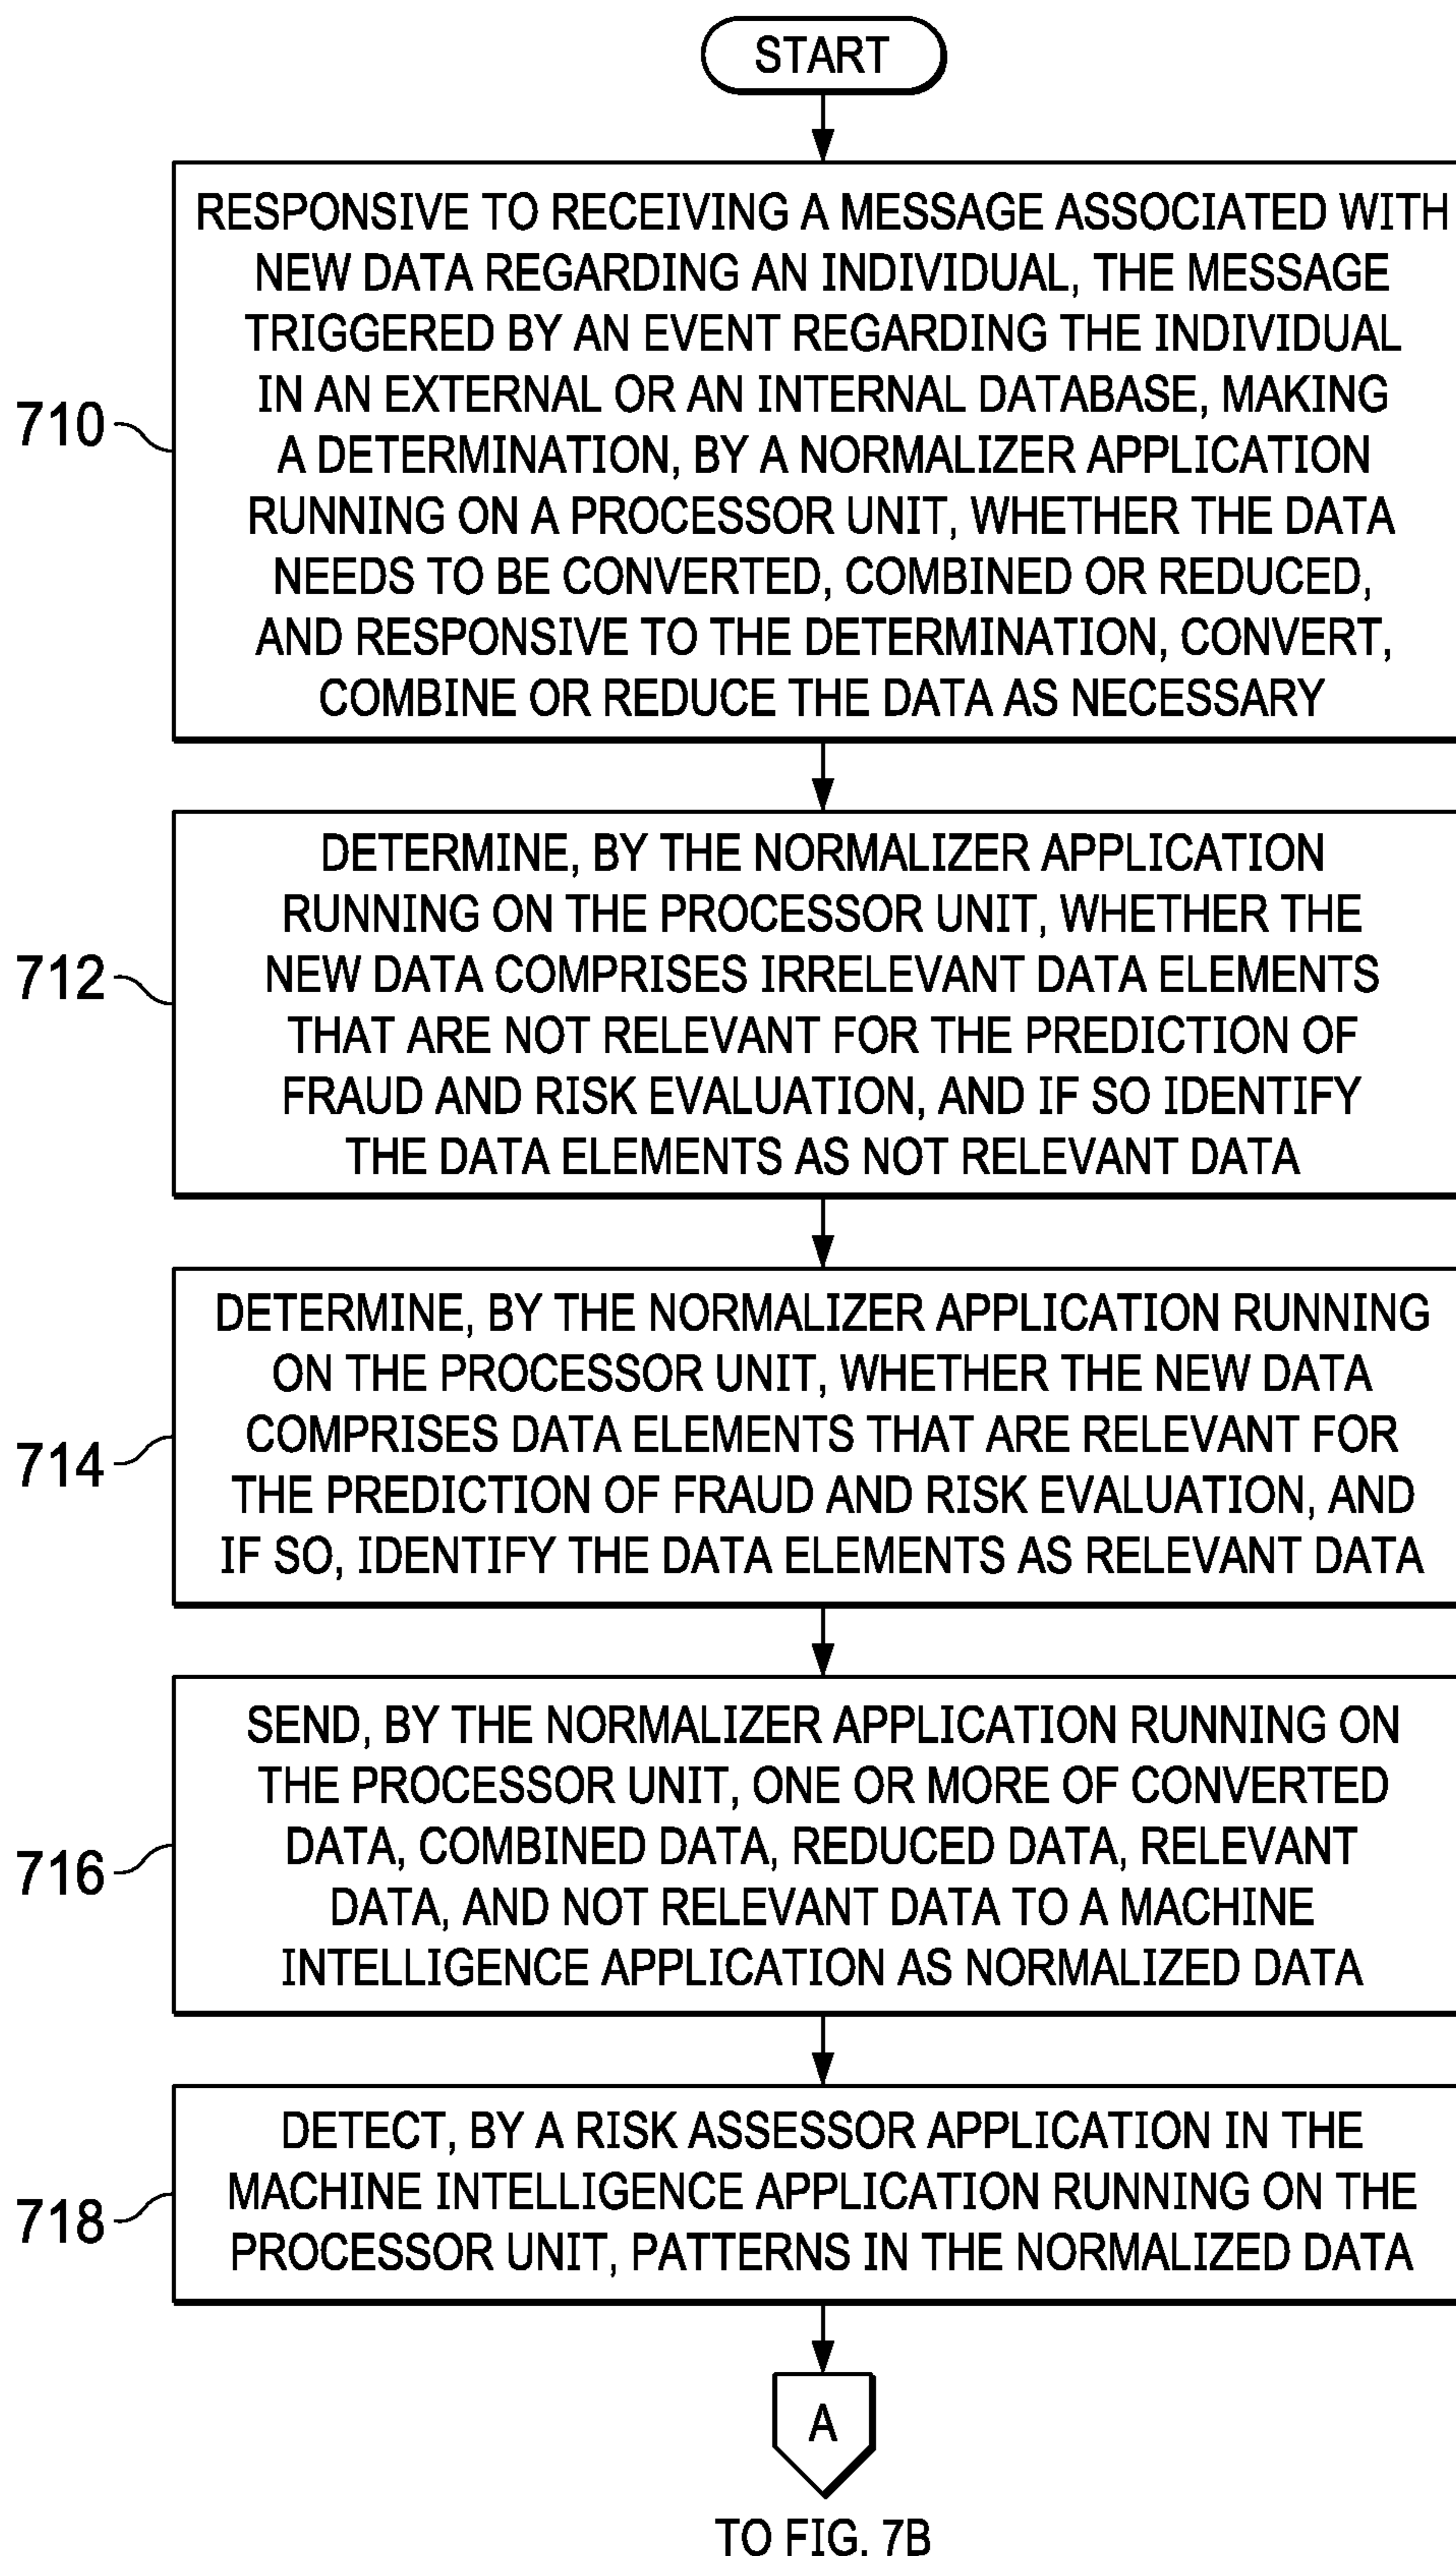 START
RESPONSIVE TO RECEIVING A MESSAGE ASSOCIATED WITH
NEW DATA REGARDING AN INDIVIDUAL, THE MESSAGE
TRIGGERED BY AN EVENT REGARDING THE INDIVIDUAL
IN AN EXTERNAL OR AN INTERNAL DATABASE, MAKING
A DETERMINATION, BY A NORMALIZER APPLICATION
RUNNING ON A PROCESSOR UNIT, WHETHER THE DATA
NEEDS TO BE CONVERTED, COMBINED OR REDUCED,
AND RESPONSIVE TO THE DETERMINATION, CONVERT,
COMBINE OR REDUCE THE DATA AS NECESSARY
710
DETERMINE, BY THE NORMALIZER APPLICATION
RUNNING ON THE PROCESSOR UNIT, WHETHER THE
NEW DATA COMPRISES IRRELEVANT DATA ELEMENTS
THAT ARE NOT RELEVANT FOR THE PREDICTION OF
FRAUD AND RISK EVALUATION, AND IF SO IDENTIFY
THE DATA ELEMENTS AS NOT RELEVANT DATA
712
DETERMINE, BY THE NORMALIZER APPLICATION RUNNING
ON THE PROCESSOR UNIT, WHETHER THE NEW DATA
COMPRISES DATA ELEMENTS THAT ARE RELEVANT FOR
THE PREDICTION OF FRAUD AND RISK EVALUATION, AND
IF SO, IDENTIFY THE DATA ELEMENTS AS RELEVANT DATA
714
SEND, BY THE NORMALIZER APPLICATION RUNNING ON
THE PROCESSOR UNIT, ONE OR MORE OF CONVERTED
DATA, COMBINED DATA, REDUCED DATA, RELEVANT
DATA, AND NOT RELEVANT DATA TO A MACHINE
INTELLIGENCE APPLICATION AS NORMALIZED DATA
716
DETECT, BY A RISK ASSESSOR APPLICATION IN THE
MACHINE INTELLIGENCE APPLICATION RUNNING ON THE
PROCESSOR UNIT, PATTERNS IN THE NORMALIZED DATA
718
A
TO FIG. 7B